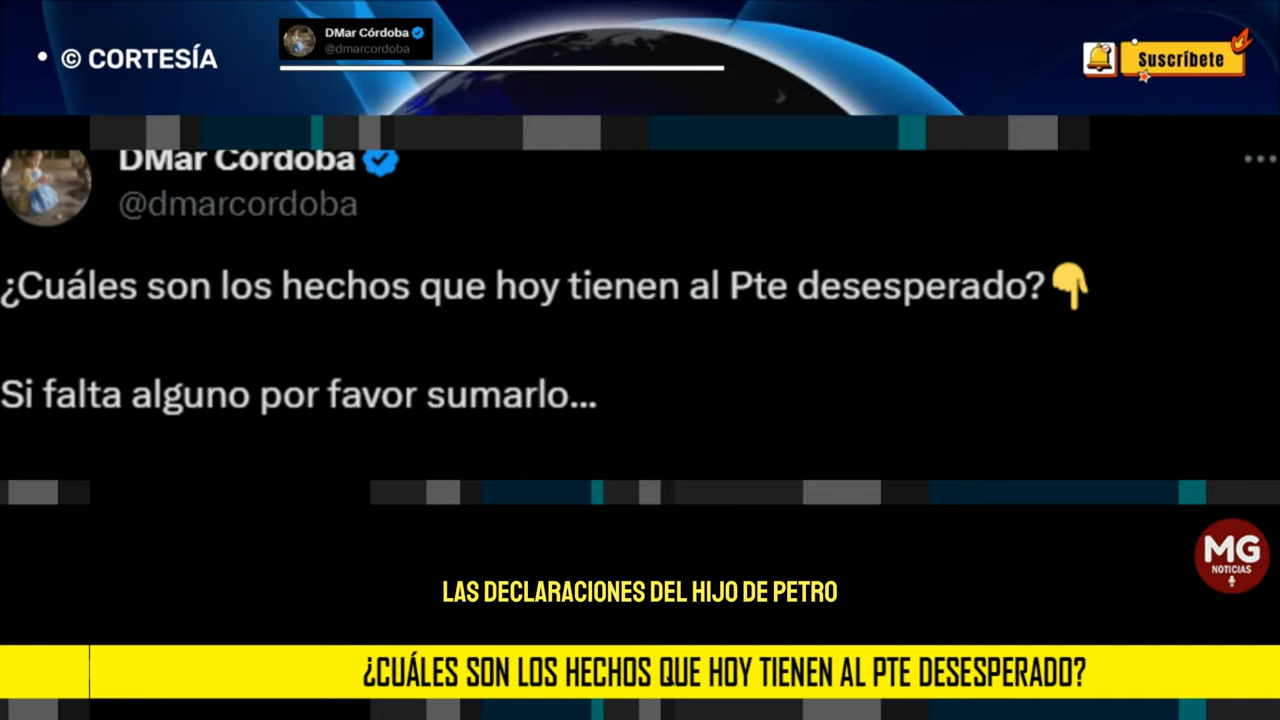 • © CORTESÍA
DMar Córdoba
@dmarcordoba
Suscríbete
DMar Córdoba
@dmarcordoba
¿Cuáles son los hechos que hoy tienen al Pte desesperado?👇
Si falta alguno por favor sumarlo...
MG
NOTICIAS
LAS DECLARACIONES DEL HIJO DE PETRO
¿CUÁLES SON LOS HECHOS QUE HOY TIENEN AL PTE DESESPERADO?